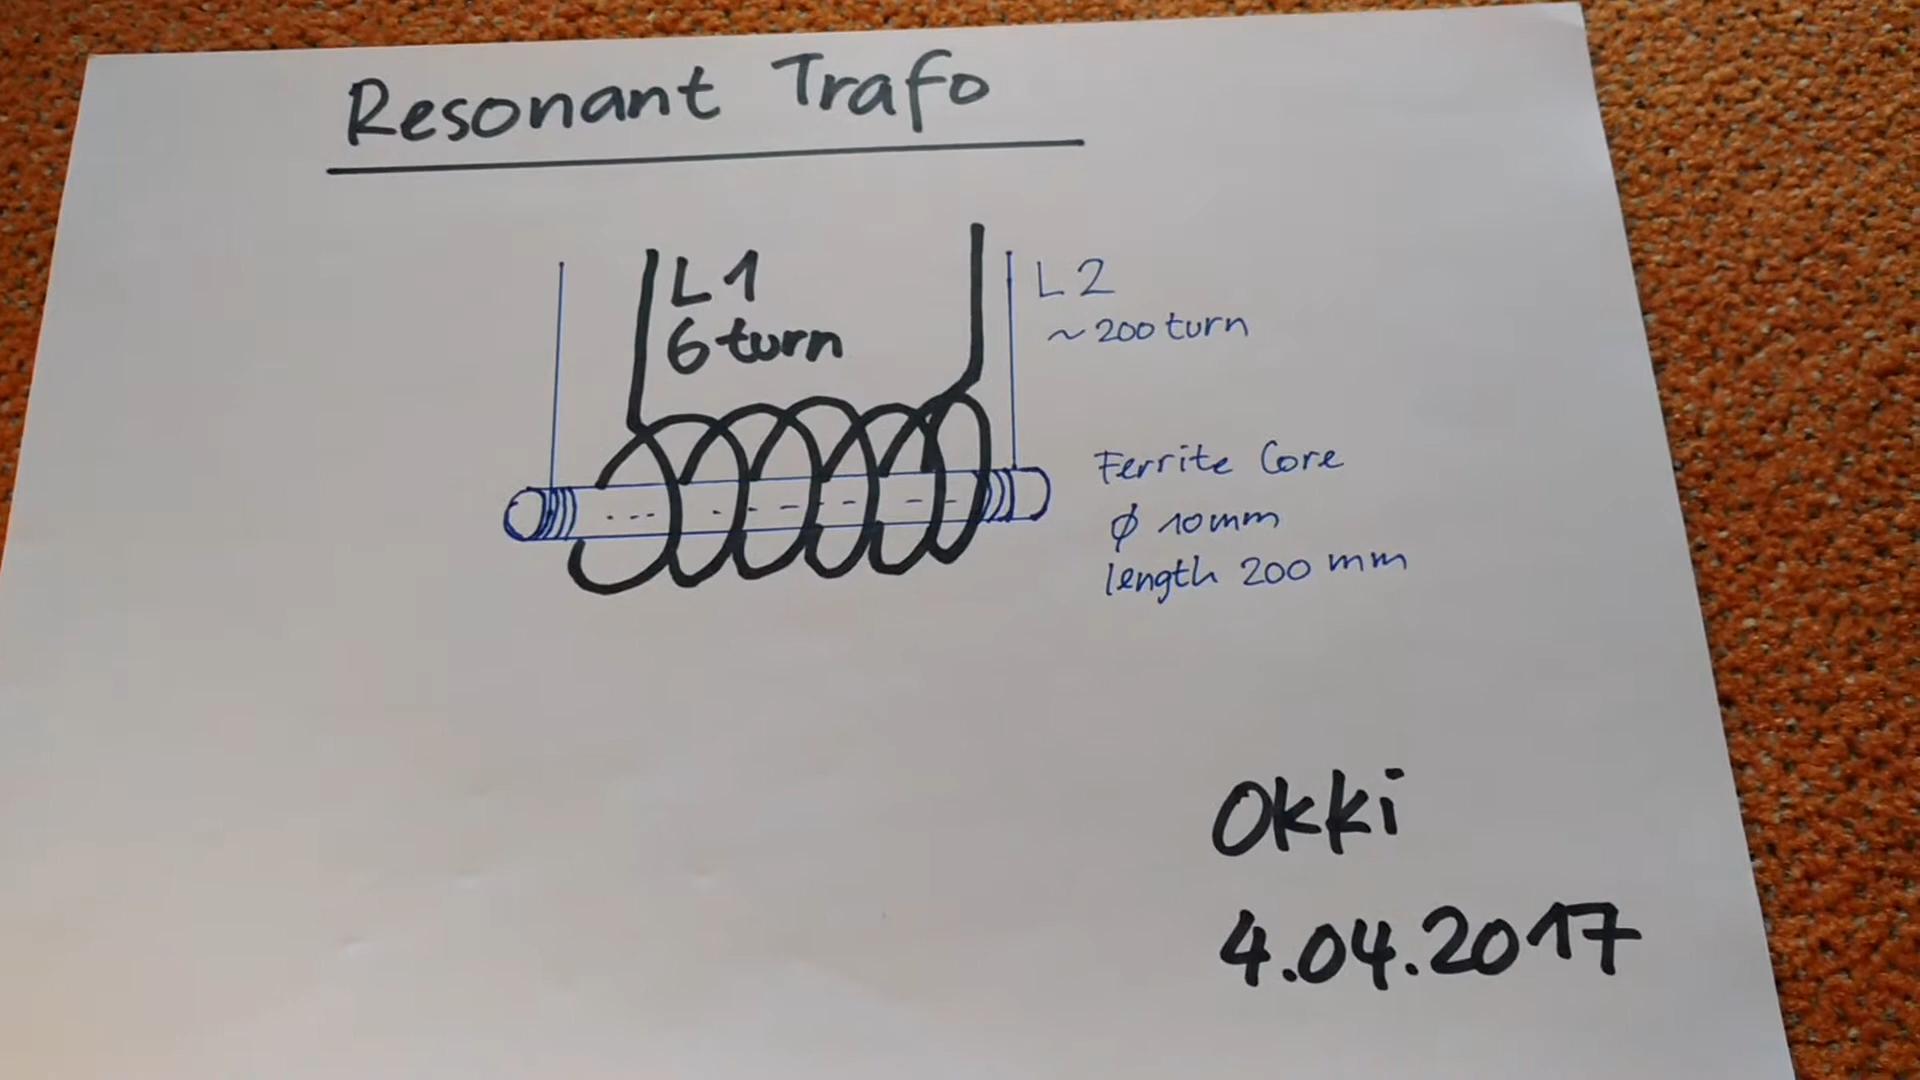 Resonant Trafo
L1
6 turn
L2
~ 200 turn
Ferrite Core
ϕ 10mm
length 200 mm
Okki
4.04.2017